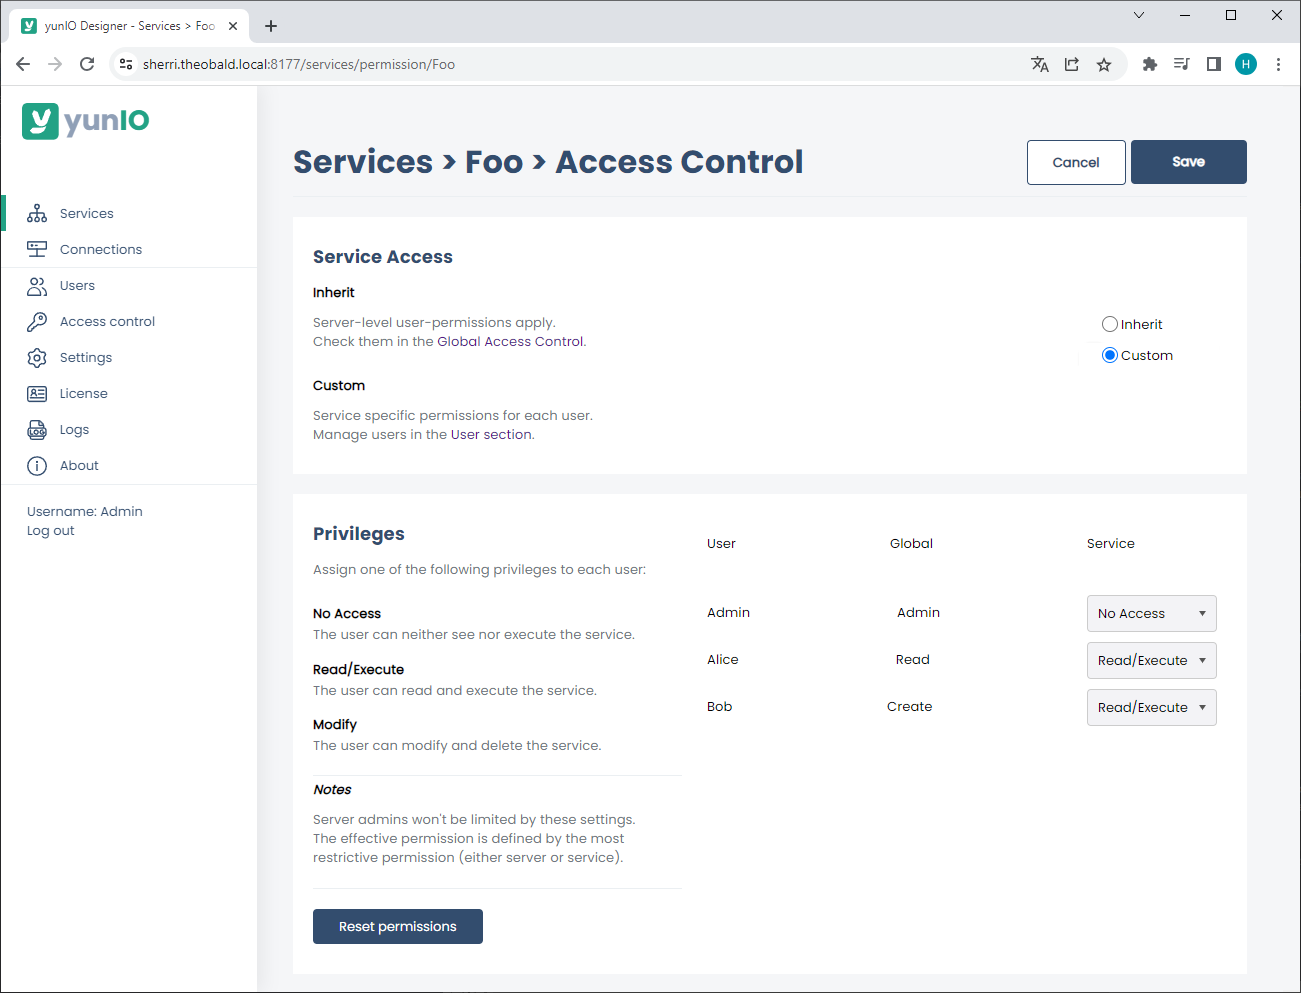 yunIO Designer - Services > Foo
sherri.theobald.local:8177/services/permission/Foo
H
yunIO
Services > Foo > Access Control
Cancel
Save
Services
Connections
Users
Access control
Settings
License
LOG
Logs
About
Username: Admin
Log out
Service Access
Inherit
Server-level user-permissions apply.
Check them in the Global Access Control.
Custom
Service specific permissions for each user.
Manage users in the User section.
Inherit
Custom
Privileges
Assign one of the following privileges to each user:
No Access
The user can neither see nor execute the service.
Read/Execute
The user can read and execute the service.
Modify
The user can modify and delete the service.
Notes
Server admins won't be limited by these settings.
The effective permission is defined by the most
restrictive permission (either server or service).
Reset permissions
User Global Service
Admin Admin No Access
Alice Read Read/Execute
Bob Create Read/Execute